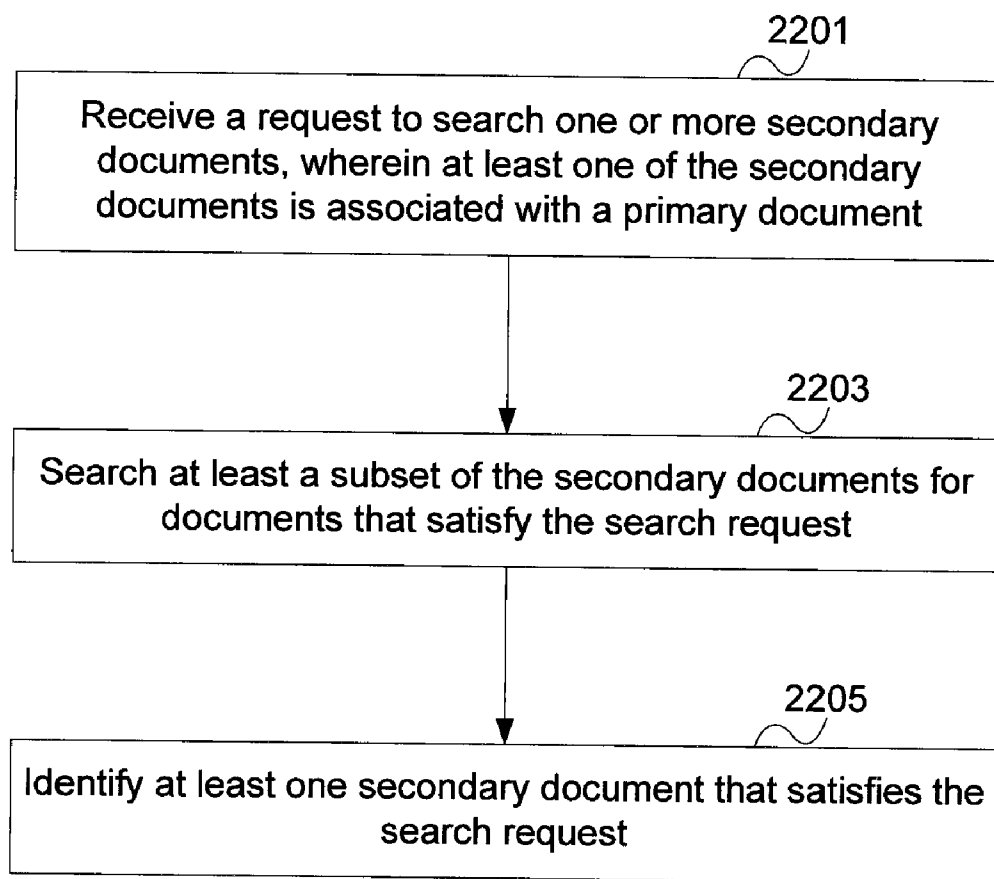 2201
Receive a request to search one or more secondary
documents, wherein at least one of the secondary
documents is associated with a primary document
2203
Search at least a subset of the secondary documents for
documents that satisfy the search request
2205
Identify at least one secondary document that satisfies the
search request